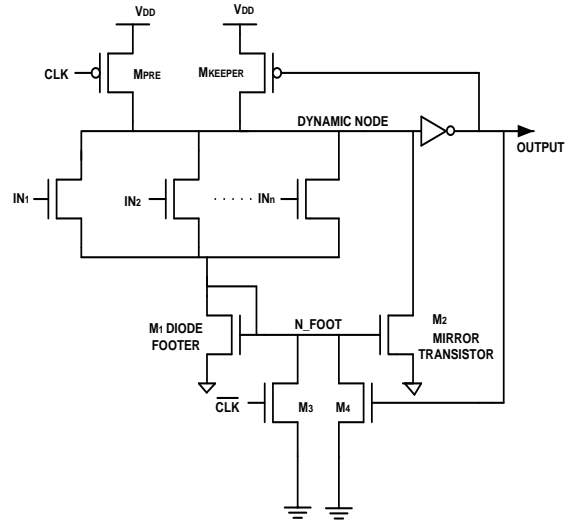 VDD
VDD
CLK
MPRE
MKEEPER
DYNAMIC NODE
OUTPUT
IN1
IN2
. . . . .
INn
M1 DIODE
FOOTER
N_FOOT
M2
MIRROR
TRANSISTOR
CLK
M3
M4